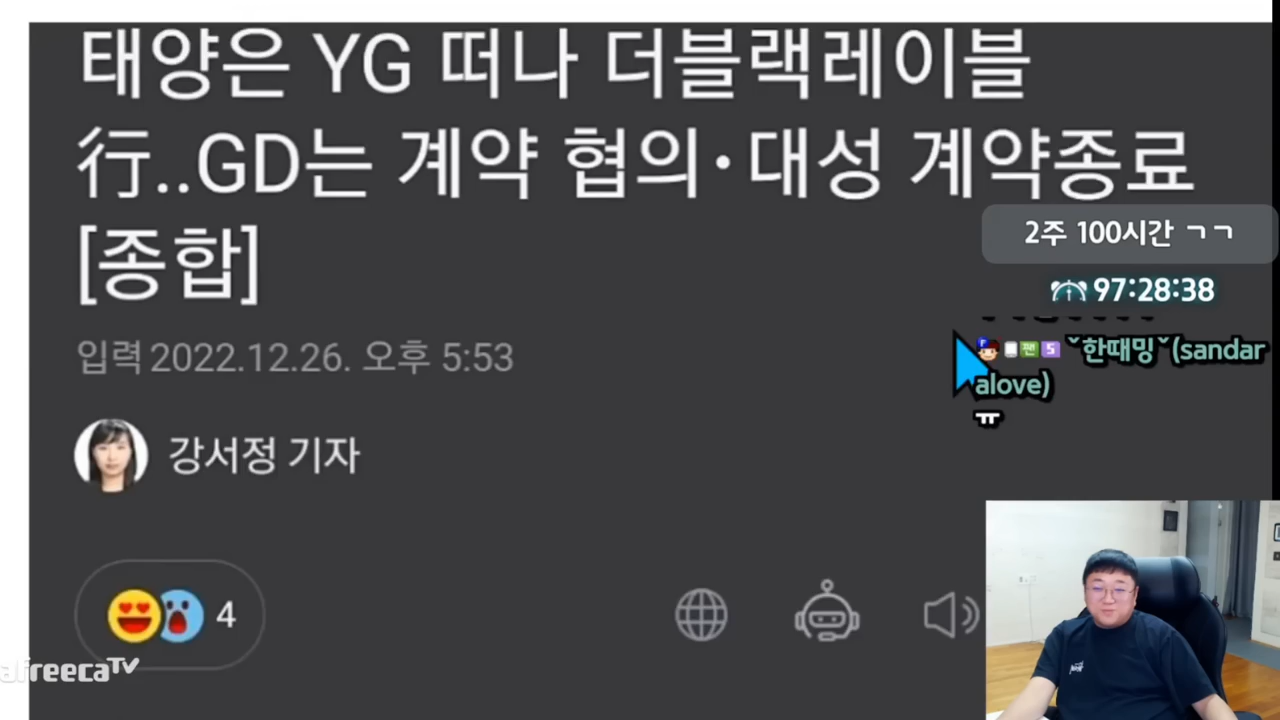 태양은 YG 떠나 더블랙레이블
行..GD는 계약 협의·대성 계약종료
[종합]
입력 2022.12.26. 오후 5:53
강서정 기자
4
2주 100시간 ㄱㄱ
97:28:38
F 팬 5 ˘한때밍˘(sandar
alove)
ㅠ
afreecaTV